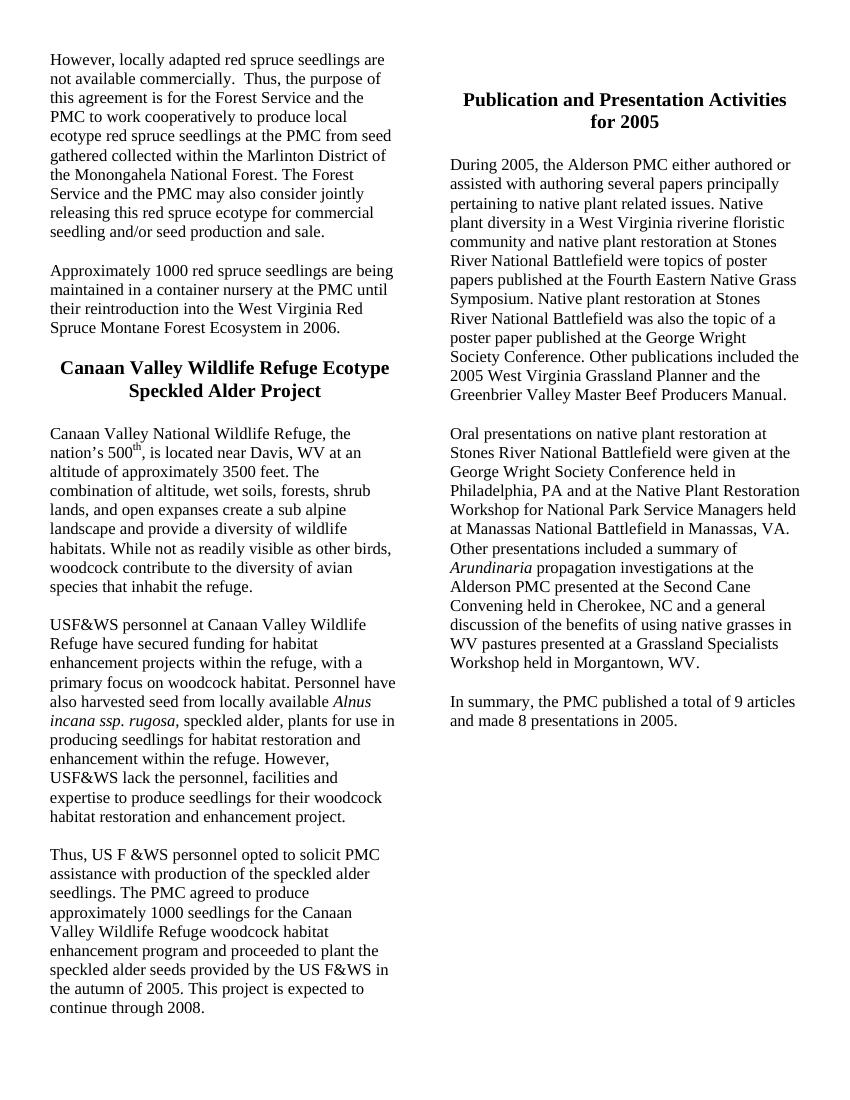 However, locally adapted red spruce seedlings are
not available commercially.  Thus, the purpose of
this agreement is for the Forest Service and the
PMC to work cooperatively to produce local
ecotype red spruce seedlings at the PMC from seed
gathered collected within the Marlinton District of
the Monongahela National Forest. The Forest
Service and the PMC may also consider jointly
releasing this red spruce ecotype for commercial
seedling and/or seed production and sale.

Approximately 1000 red spruce seedlings are being
maintained in a container nursery at the PMC until
their reintroduction into the West Virginia Red
Spruce Montane Forest Ecosystem in 2006.

Canaan Valley Wildlife Refuge Ecotype
Speckled Alder Project

Canaan Valley National Wildlife Refuge, the
nation's 500th, is located near Davis, WV at an
altitude of approximately 3500 feet. The
combination of altitude, wet soils, forests, shrub
lands, and open expanses create a sub alpine
landscape and provide a diversity of wildlife
habitats. While not as readily visible as other birds,
woodcock contribute to the diversity of avian
species that inhabit the refuge.

USF&WS personnel at Canaan Valley Wildlife
Refuge have secured funding for habitat
enhancement projects within the refuge, with a
primary focus on woodcock habitat. Personnel have
also harvested seed from locally available Alnus
incana ssp. rugosa, speckled alder, plants for use in
producing seedlings for habitat restoration and
enhancement within the refuge. However,
USF&WS lack the personnel, facilities and
expertise to produce seedlings for their woodcock
habitat restoration and enhancement project.

Thus, US F &WS personnel opted to solicit PMC
assistance with production of the speckled alder
seedlings. The PMC agreed to produce
approximately 1000 seedlings for the Canaan
Valley Wildlife Refuge woodcock habitat
enhancement program and proceeded to plant the
speckled alder seeds provided by the US F&WS in
the autumn of 2005. This project is expected to
continue through 2008.

Publication and Presentation Activities
for 2005

During 2005, the Alderson PMC either authored or
assisted with authoring several papers principally
pertaining to native plant related issues. Native
plant diversity in a West Virginia riverine floristic
community and native plant restoration at Stones
River National Battlefield were topics of poster
papers published at the Fourth Eastern Native Grass
Symposium. Native plant restoration at Stones
River National Battlefield was also the topic of a
poster paper published at the George Wright
Society Conference. Other publications included the
2005 West Virginia Grassland Planner and the
Greenbrier Valley Master Beef Producers Manual.

Oral presentations on native plant restoration at
Stones River National Battlefield were given at the
George Wright Society Conference held in
Philadelphia, PA and at the Native Plant Restoration
Workshop for National Park Service Managers held
at Manassas National Battlefield in Manassas, VA.
Other presentations included a summary of
Arundinaria propagation investigations at the
Alderson PMC presented at the Second Cane
Convening held in Cherokee, NC and a general
discussion of the benefits of using native grasses in
WV pastures presented at a Grassland Specialists
Workshop held in Morgantown, WV.

In summary, the PMC published a total of 9 articles
and made 8 presentations in 2005.